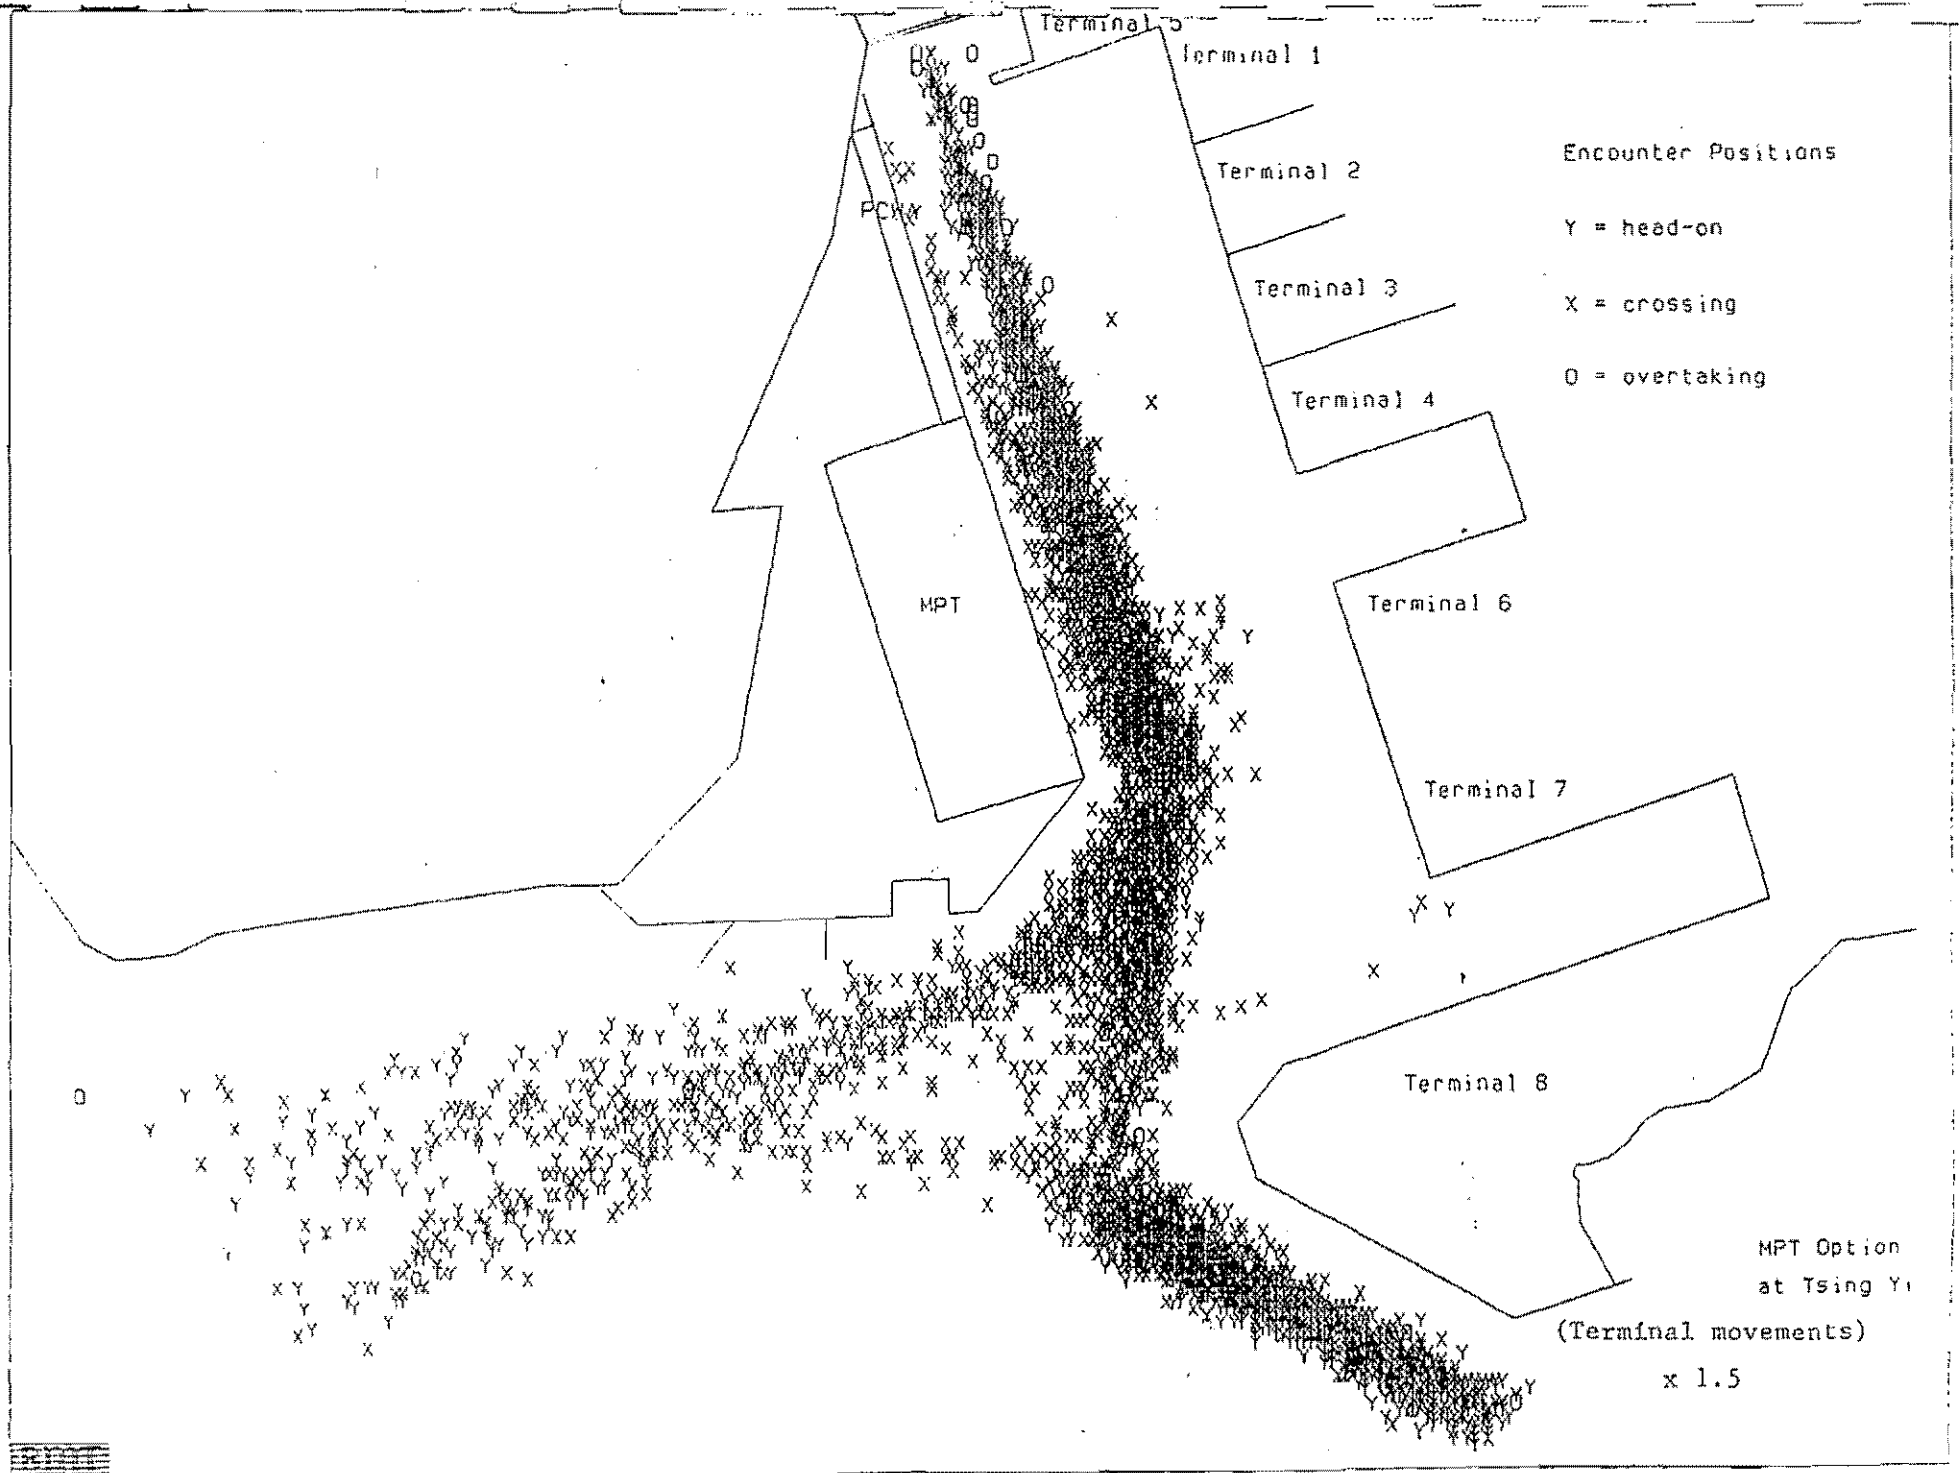 Terminal 5
Terminal 1
Terminal 2
Terminal 3
Terminal 4
Encounter Positions
Y = head-on
X = crossing
O = overtaking
MPT
Terminal 6
Terminal 7
Terminal 8
MPT Option
at Tsing Yi
(Terminal movements)
x 1.5